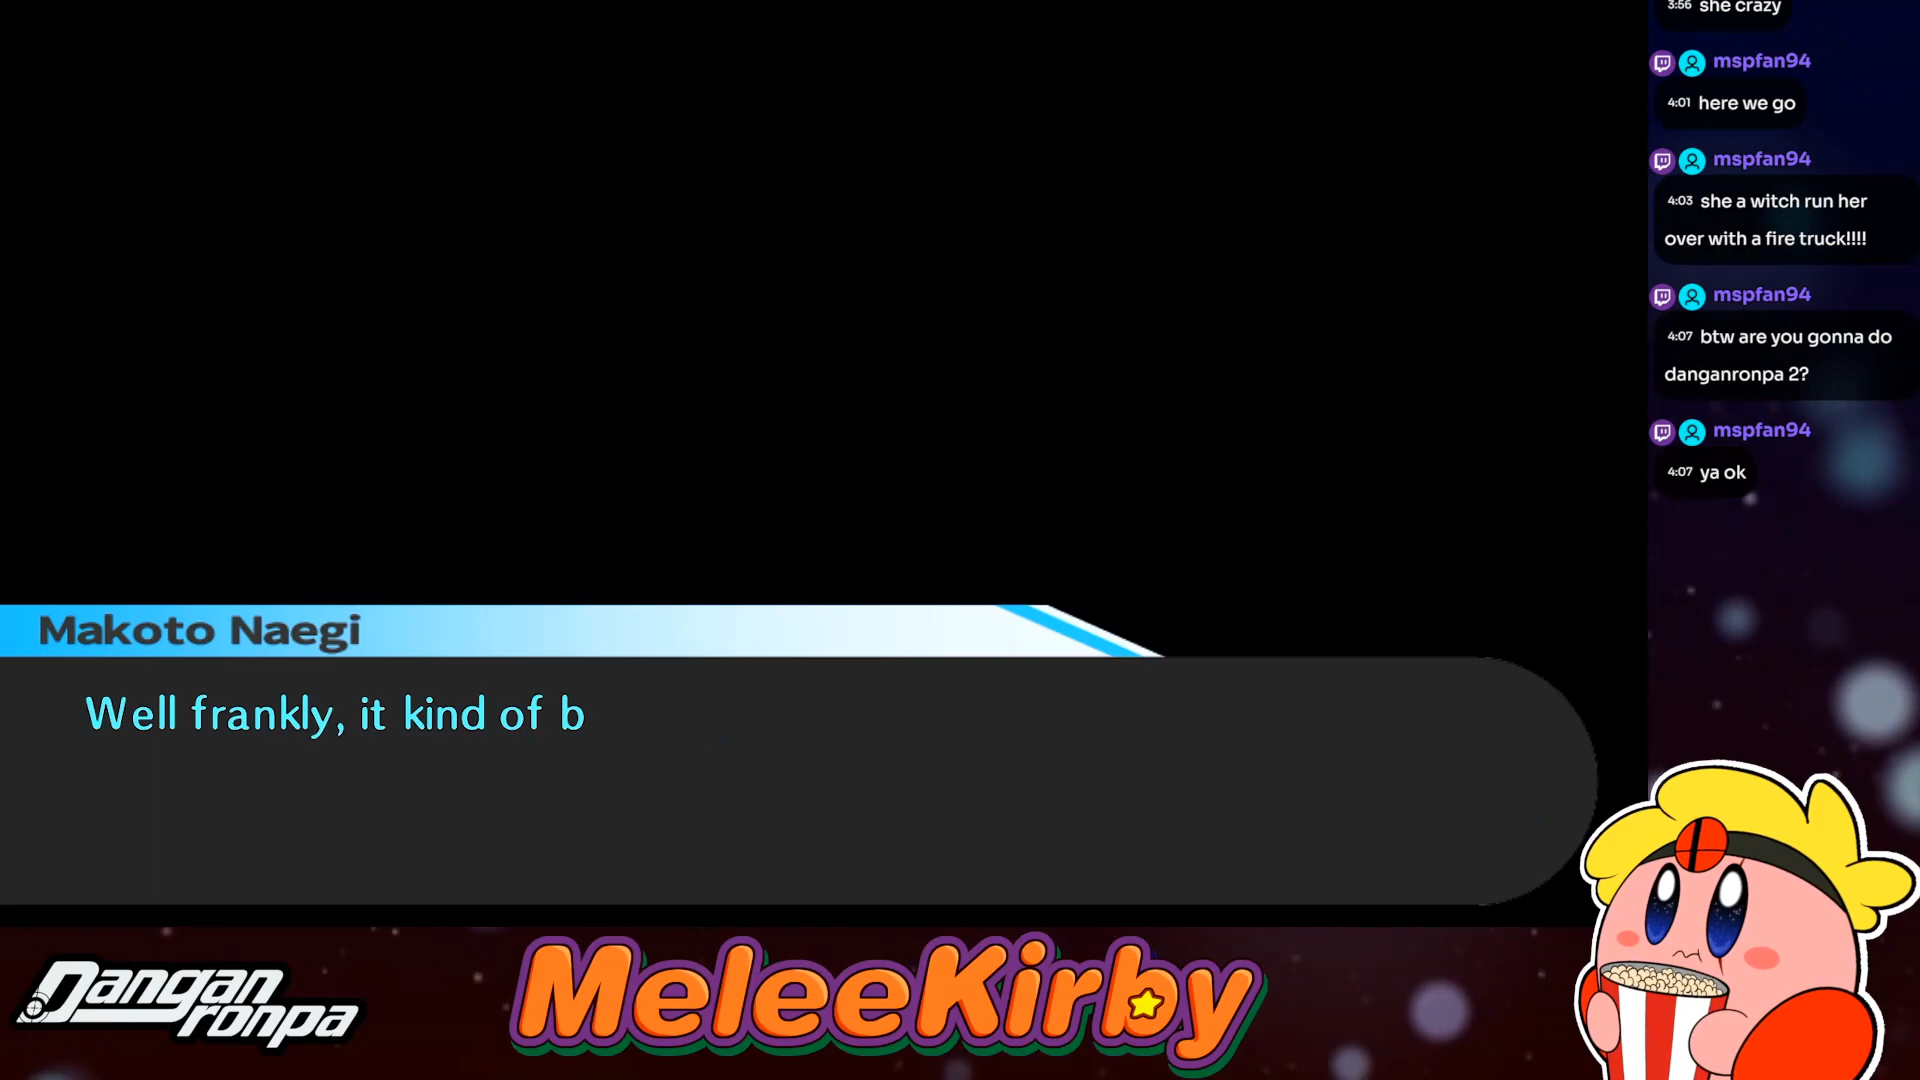 3:56 she crazy
mspfan94
4:01 here we go
mspfan94
4:03 she a witch run her
over with a fire truck!!!!
mspfan94
4:07 btw are you gonna do
danganronpa 2?
mspfan94
4:07 ya ok
Makoto Naegi
Well frankly, it kind of b
Dangan
ronpa
MeleeKirby